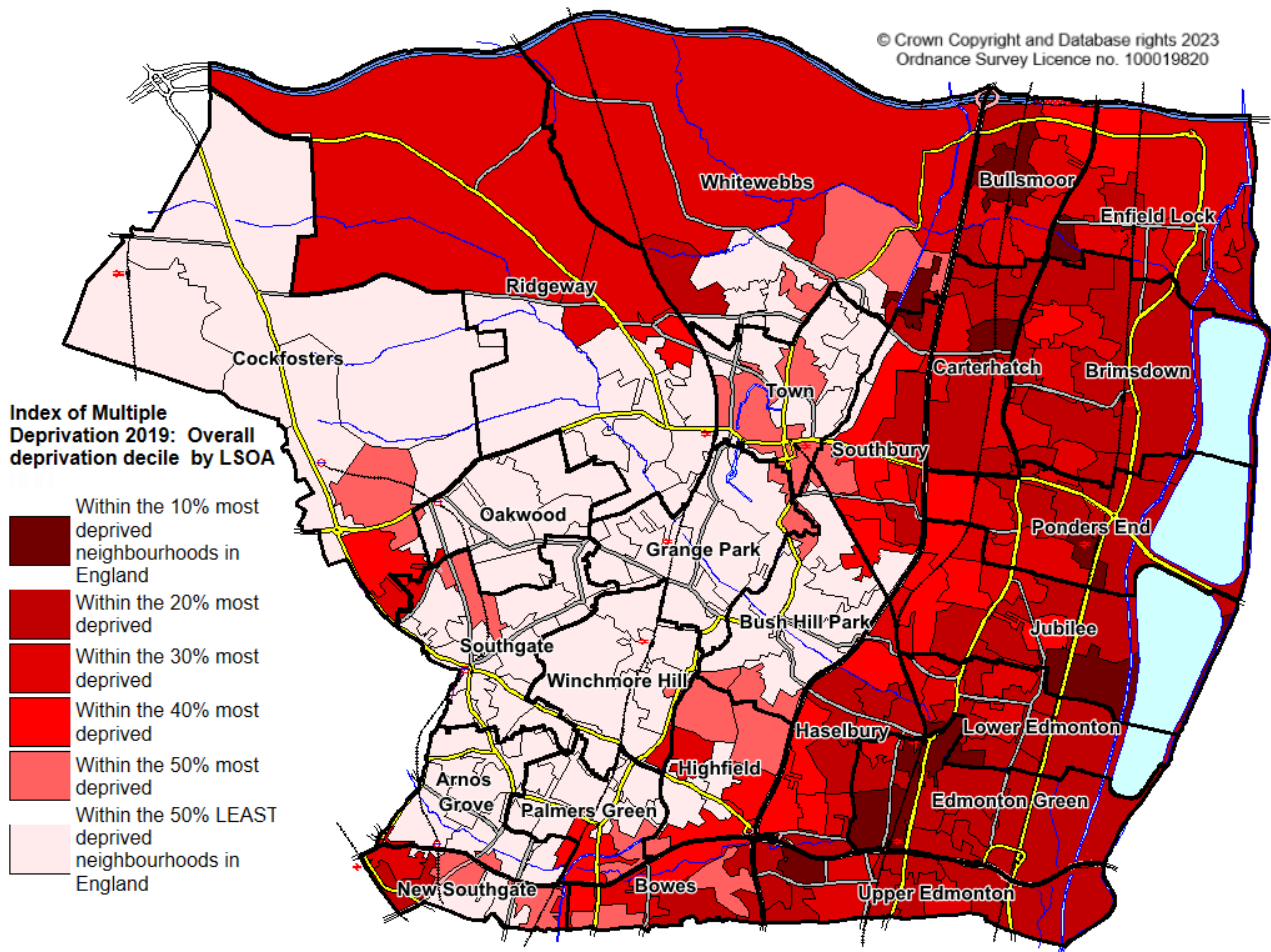 © Crown Copyright and Database rights 2023
Ordnance Survey Licence no. 100019820
Whitewebbs
Bullsmoor
Enfield Lock
Ridgeway
Cockfosters
Carterhatch
Brimsdown
Town
Southbury
Index of Multiple
Deprivation 2019: Overall
deprivation decile by LSOA
Within the 10% most
deprived
neighbourhoods in
England
Within the 20% most
deprived
Within the 30% most
deprived
Within the 40% most
deprived
Within the 50% most
deprived
Within the 50% LEAST
deprived
neighbourhoods in
England
Oakwood
Grange Park
Ponders End
Southgate
Bush Hill Park
Jubilee
Winchmore Hill
Haselbury
Lower Edmonton
Highfield
Arnos
Grove
Palmers Green
Edmonton Green
New Southgate
Bowes
Upper Edmonton